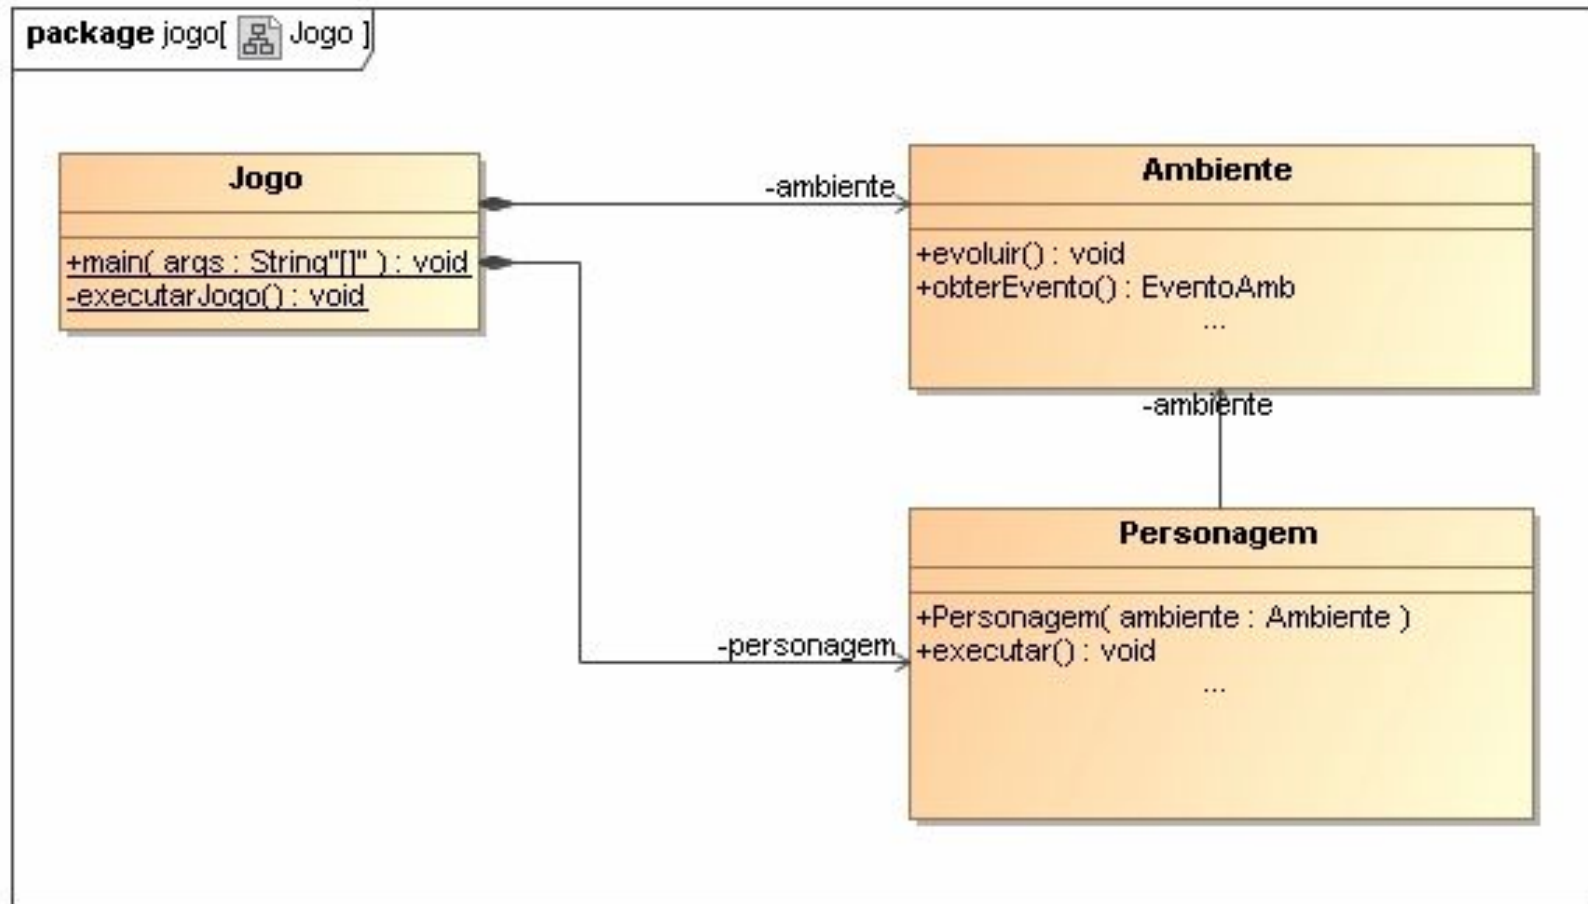 package jogo[ Jogo ]
Jogo
+main( args : String"[]" ) : void
-executarJogo() : void
-ambiente
Ambiente
+evoluir() : void
+obterEvento() : EventoAmb
...
-ambiente
Personagem
+Personagem( ambiente : Ambiente )
+executar() : void
...
-personagem